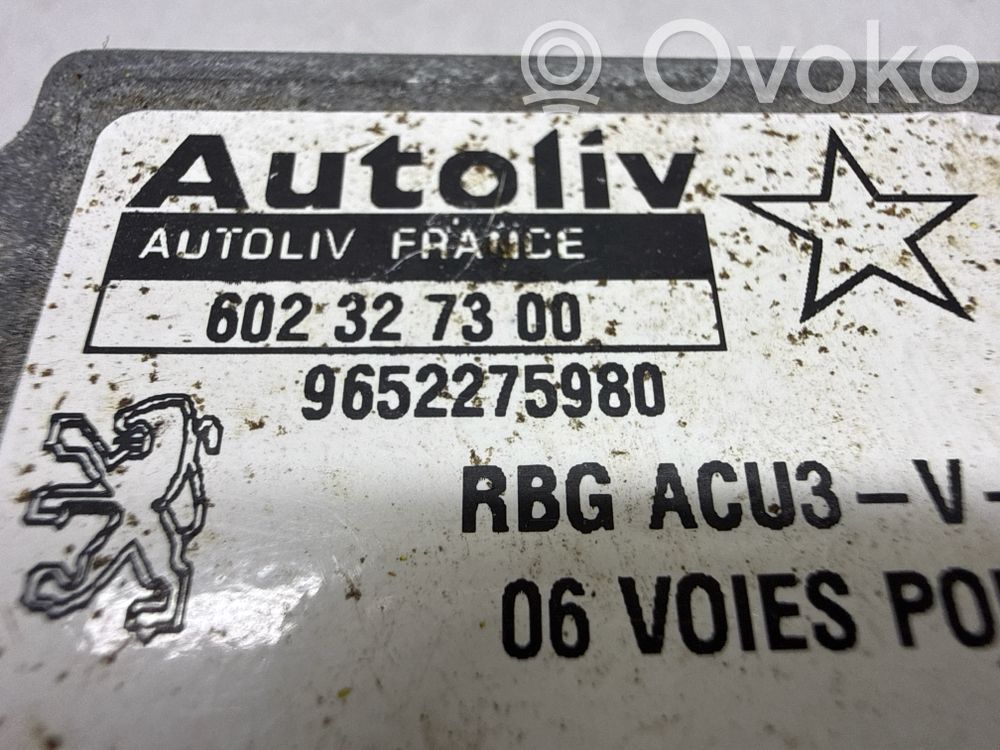 Ovoko
Autoliv
AUTOLIV FRANCE
602 32 73 00
9652275980
RBG ACU3-V-
06 VOIES